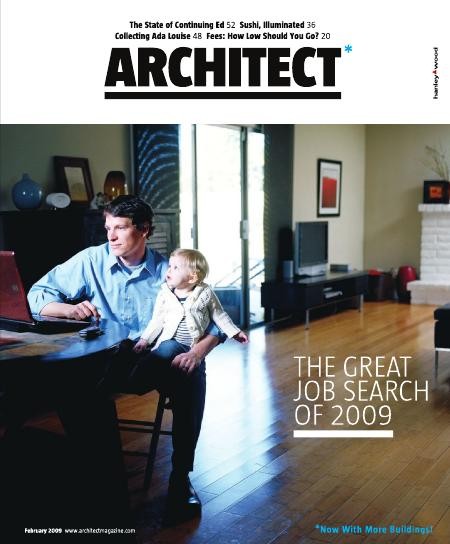 The State of Continuing Ed 52 Sushi, Illuminated 36
Collecting Ada Louise 48 Fees: How Low Should You Go? 20
ARCHITECT*
hanley▲wood
THE GREAT
JOB SEARCH
OF 2009
February 2009 www.architectmagazine.com
*Now With More Buildings!